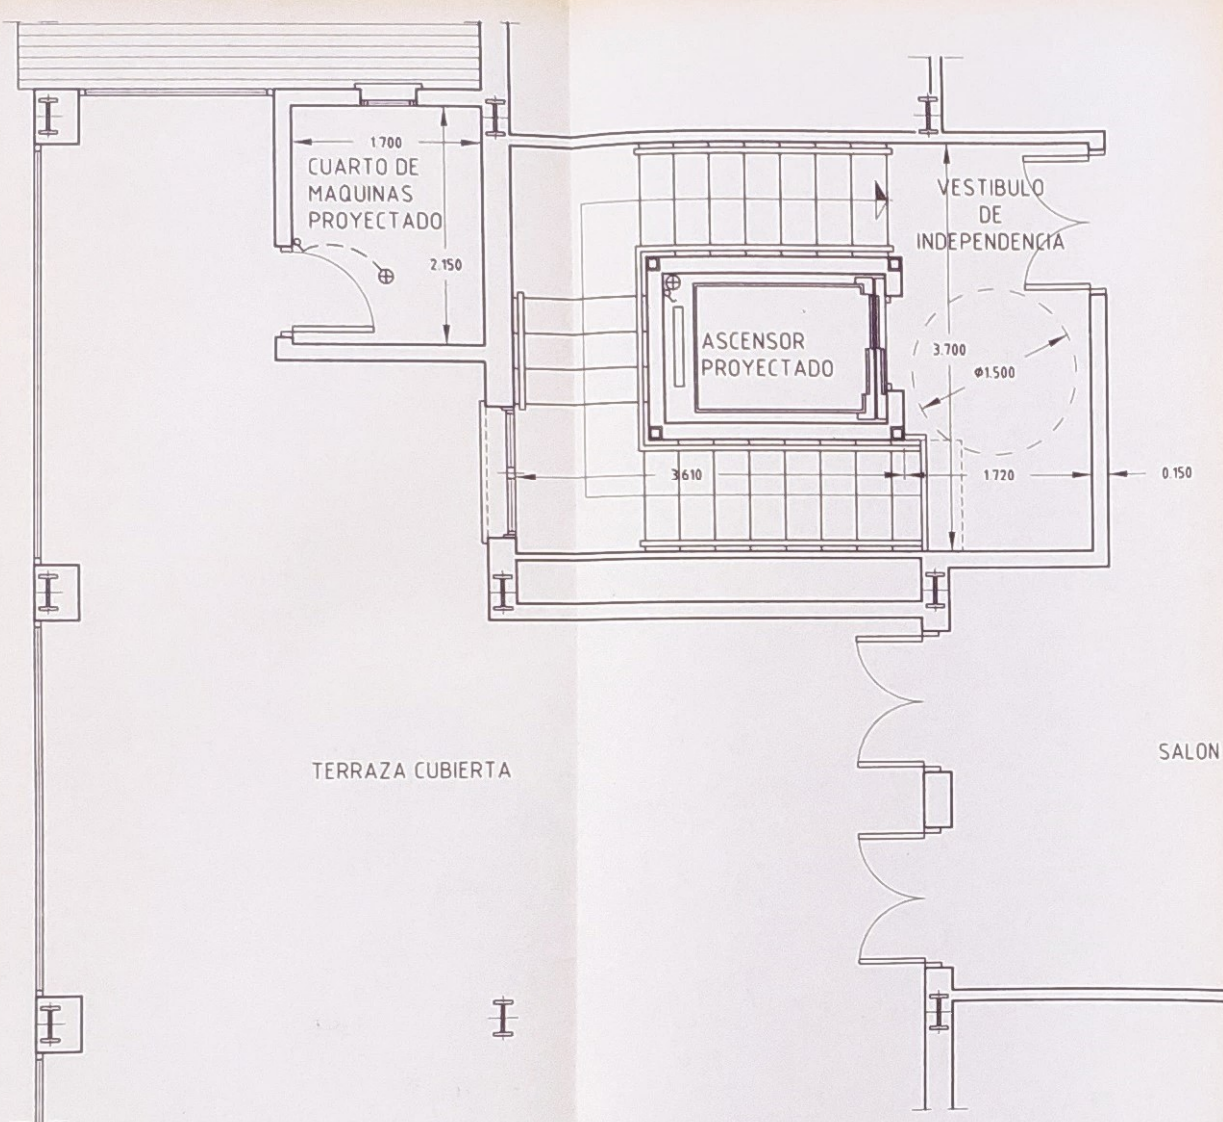 1.700
CUARTO DE
MAQUINAS
PROYECTADO
2.150
VESTIBULO
DE
INDEPENDENCIA
ASCENSOR
PROYECTADO
3.700
Ø1.500
3.610
1.720
0.150
TERRAZA CUBIERTA
SALON